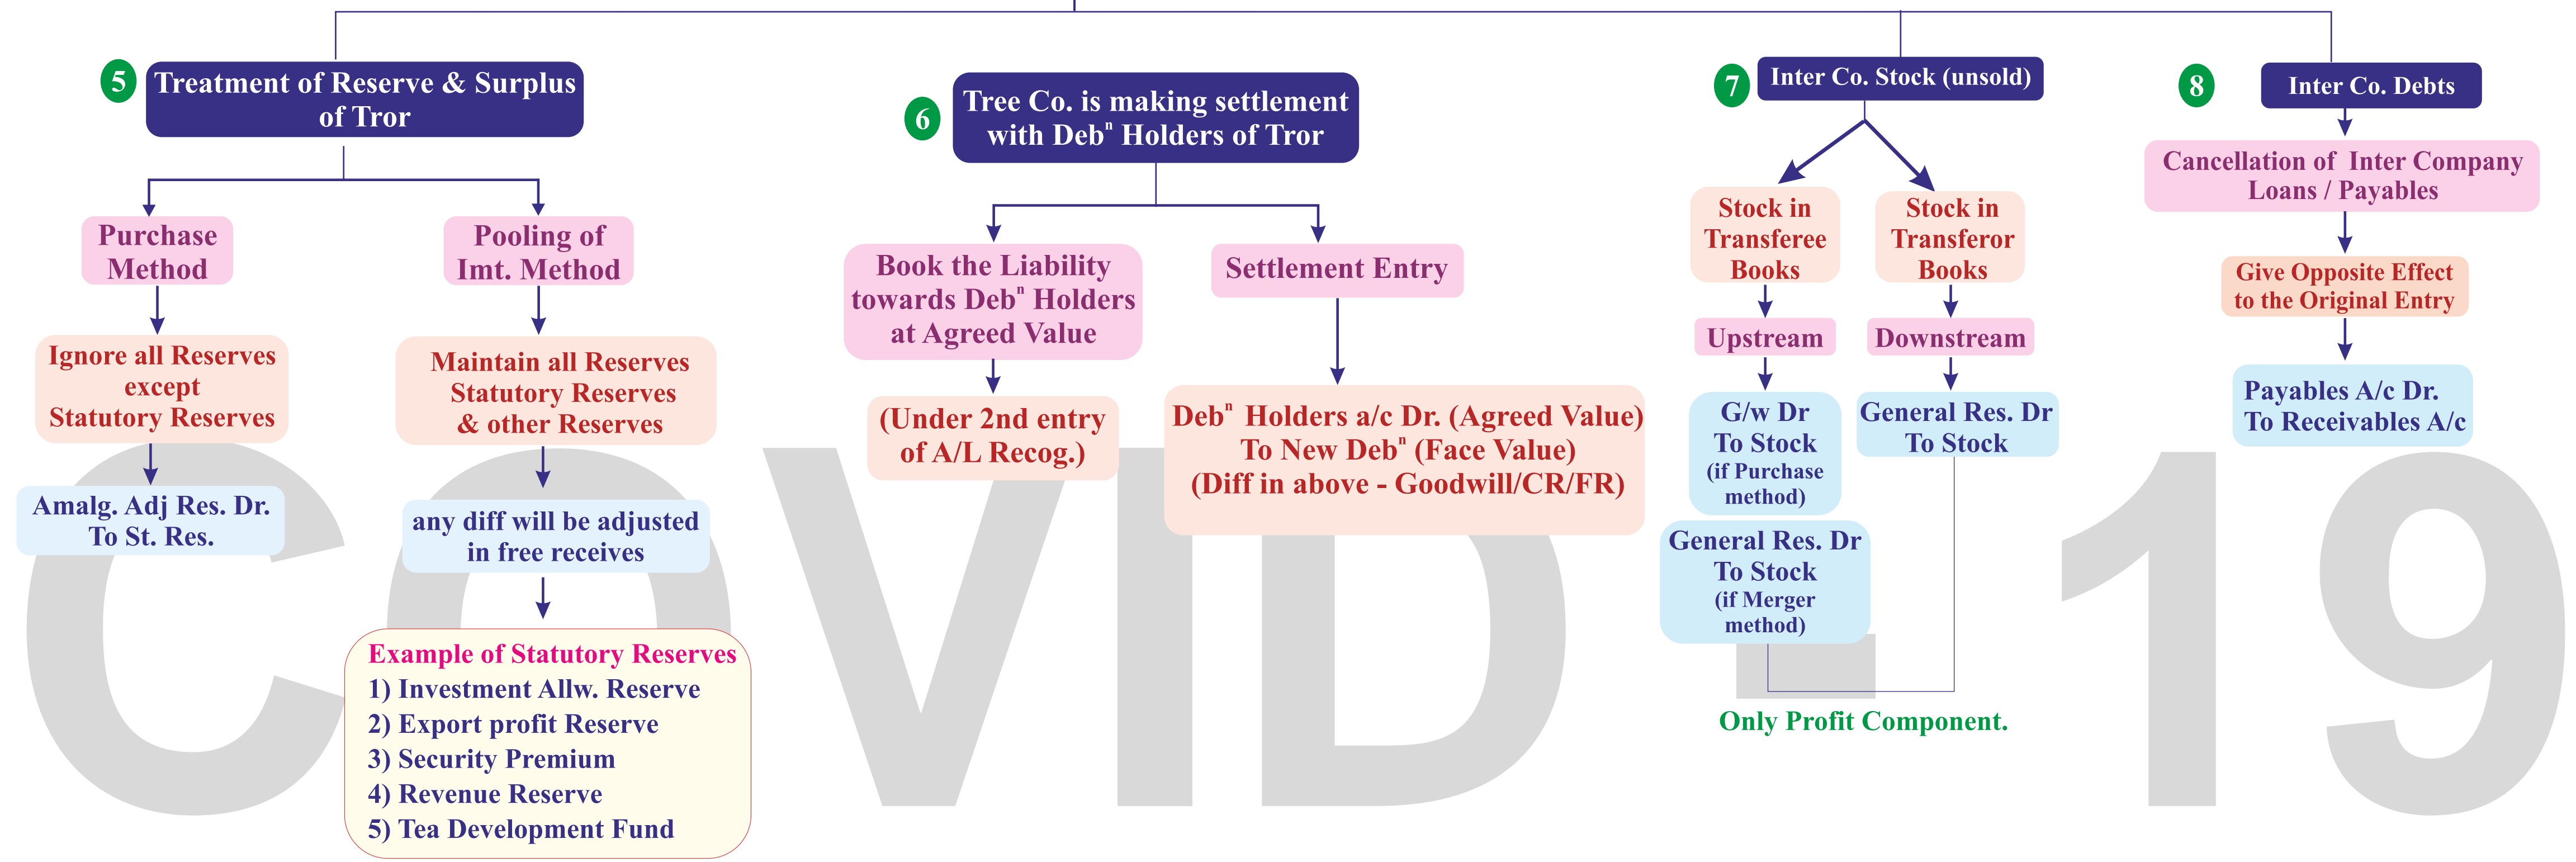 5
Treatment of Reserve & Surplus
of Tror
Purchase
Method
Ignore all Reserves
except
Statutory Reserves
Amalg. Adj Res. Dr.
To St. Res.
Pooling of
Imt. Method
Maintain all Reserves
Statutory Reserves
& other Reserves
any diff will be adjusted
in free receives
Example of Statutory Reserves
1) Investment Allw. Reserve
2) Export profit Reserve
3) Security Premium
4) Revenue Reserve
5) Tea Development Fund
6
Tree Co. is making settlement
with Debⁿ Holders of Tror
Book the Liability
towards Debⁿ Holders
at Agreed Value
(Under 2nd entry
of A/L Recog.)
Settlement Entry
Debⁿ Holders a/c Dr. (Agreed Value)
To New Debⁿ (Face Value)
(Diff in above - Goodwill/CR/FR)
7
Inter Co. Stock (unsold)
Stock in
Transferee
Books
Upstream
G/w Dr
To Stock
(if Purchase
method)
General Res. Dr
To Stock
(if Merger
method)
Stock in
Transferor
Books
Downstream
General Res. Dr
To Stock
Only Profit Component.
8
Inter Co. Debts
Cancellation of Inter Company
Loans / Payables
Give Opposite Effect
to the Original Entry
Payables A/c Dr.
To Receivables A/c
COVID - 19